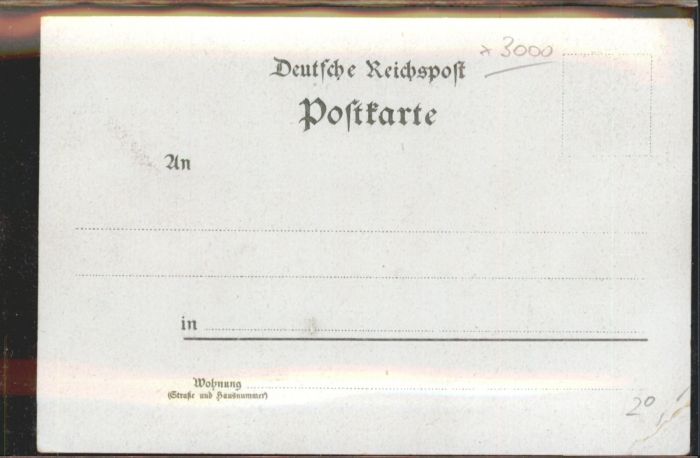 x 3000
Deutsche Reichspost
Postkarte
An
in
Wohnung
(Straße und Hausnummer)
20